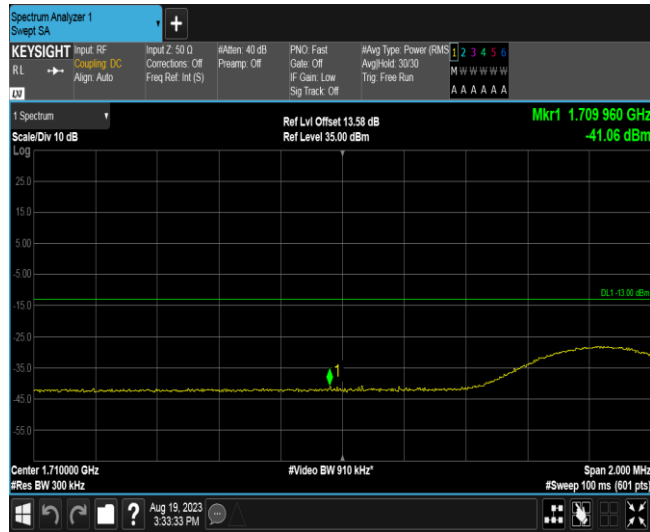 Spectrum Analyzer 1
Swept SA
KEYSIGHT
RL
LXI
Input: RF
Coupling: DC
Align: Auto
Input Z: 50 Ω
Corrections: Off
Freq Ref: Int (S)
#Atten: 40 dB
Preamp: Off
PNO: Fast
Gate: Off
IF Gain: Low
Sig Track: Off
#Avg Type: Power (RMS
Avg|Hold: 30/30
Trig: Free Run
1 2 3 4 5 6
M W W W W W
A A A A A A
1 Spectrum
Scale/Div 10 dB
Log
Ref Lvl Offset 13.58 dB
Ref Level 35.00 dBm
Mkr1 1.709 960 GHz
-41.06 dBm
25.0
15.0
5.00
-5.00
DL1 -13.00 dBm
-15.0
-25.0
-35.0
1
-45.0
-55.0
Center 1.710000 GHz
#Res BW 300 kHz
#Video BW 910 kHz*
Span 2.000 MHz
#Sweep 100 ms (601 pts)
?
Aug 19, 2023
3:33:33 PM